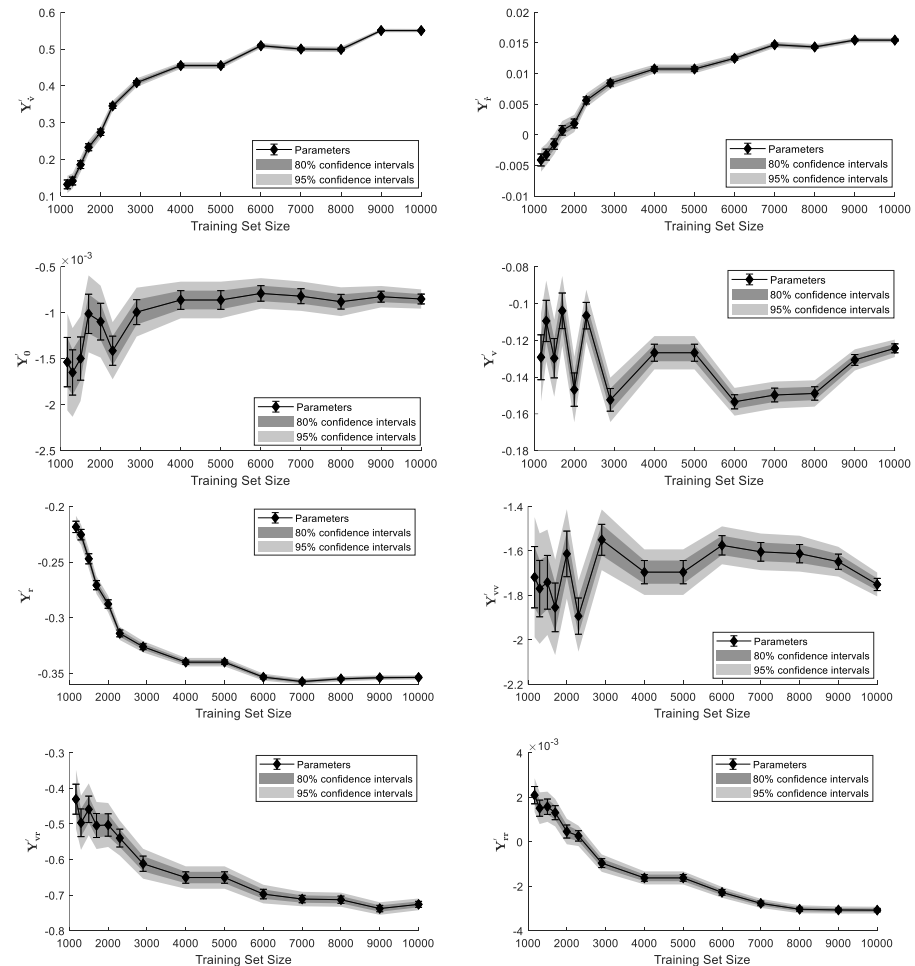 0.6
0.5
0.4
0.3
0.2
0.1
Y′v̇
1000 2000 3000 4000 5000 6000 7000 8000 9000 10000
Training Set Size
Parameters
80% confidence intervals
95% confidence intervals
0.02
0.015
0.01
0.005
0
-0.005
-0.01
Y′ṙ
1000 2000 3000 4000 5000 6000 7000 8000 9000 10000
Training Set Size
Parameters
80% confidence intervals
95% confidence intervals
×10⁻³
-0.5
-1
-1.5
-2
-2.5
Y′0
1000 2000 3000 4000 5000 6000 7000 8000 9000 10000
Training Set Size
Parameters
80% confidence intervals
95% confidence intervals
-0.08
-0.1
-0.12
-0.14
-0.16
-0.18
Y′v
1000 2000 3000 4000 5000 6000 7000 8000 9000 10000
Training Set Size
Parameters
80% confidence intervals
95% confidence intervals
-0.2
-0.25
-0.3
-0.35
Y′r
1000 2000 3000 4000 5000 6000 7000 8000 9000 10000
Training Set Size
Parameters
80% confidence intervals
95% confidence intervals
-1.4
-1.6
-1.8
-2
-2.2
Y′vv
1000 2000 3000 4000 5000 6000 7000 8000 9000 10000
Training Set Size
Parameters
80% confidence intervals
95% confidence intervals
-0.3
-0.4
-0.5
-0.6
-0.7
-0.8
Y′vr
1000 2000 3000 4000 5000 6000 7000 8000 9000 10000
Training Set Size
Parameters
80% confidence intervals
95% confidence intervals
×10⁻³
4
2
0
-2
-4
Y′rr
1000 2000 3000 4000 5000 6000 7000 8000 9000 10000
Training Set Size
Parameters
80% confidence intervals
95% confidence intervals